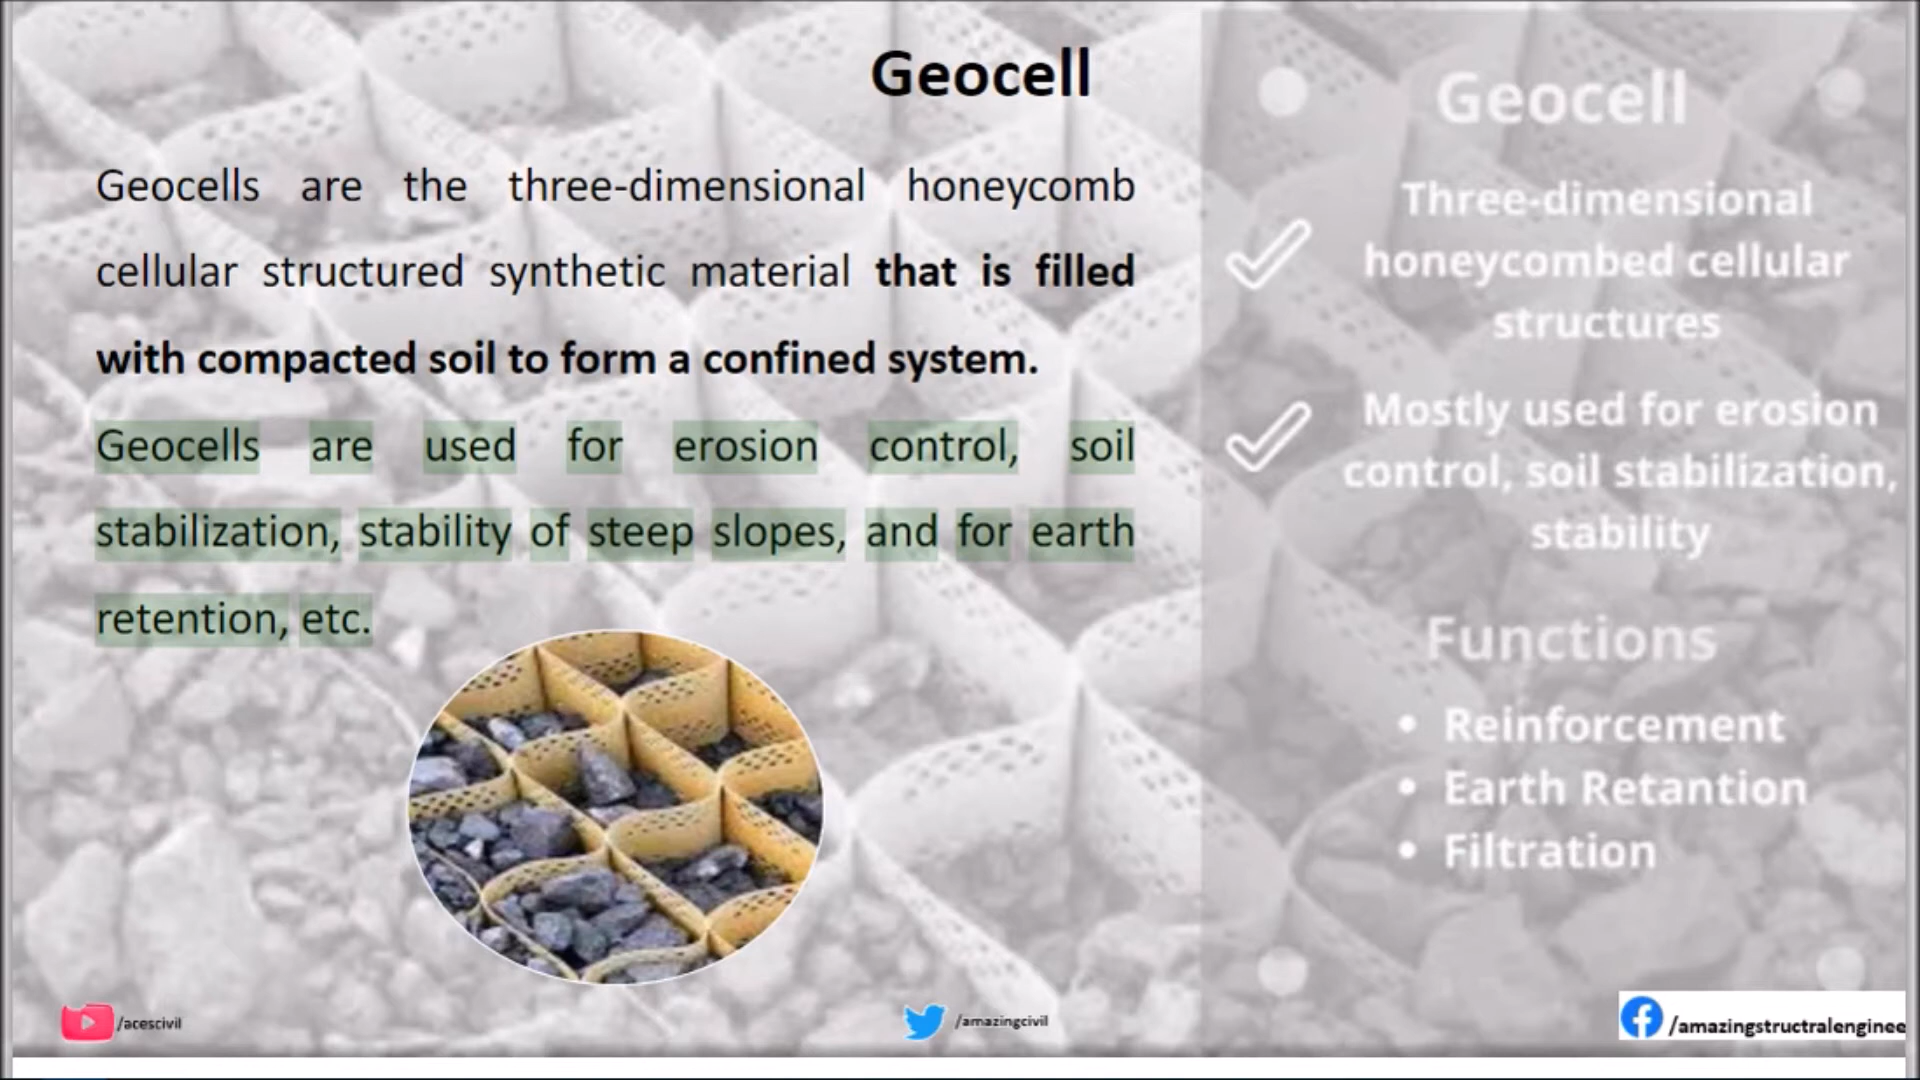 Geocell
Geocells are the three-dimensional honeycomb
cellular structured synthetic material that is filled
with compacted soil to form a confined system.
Geocells are used for erosion control, soil
stabilization, stability of steep slopes, and for earth
retention, etc.
Geocell
Three-dimensional
honeycombed cellular
structures
Mostly used for erosion
control, soil stabilization,
stability
Functions
• Reinforcement
• Earth Retantion
• Filtration
/acescivil
/amazingcivil
/amazingstructralenginee